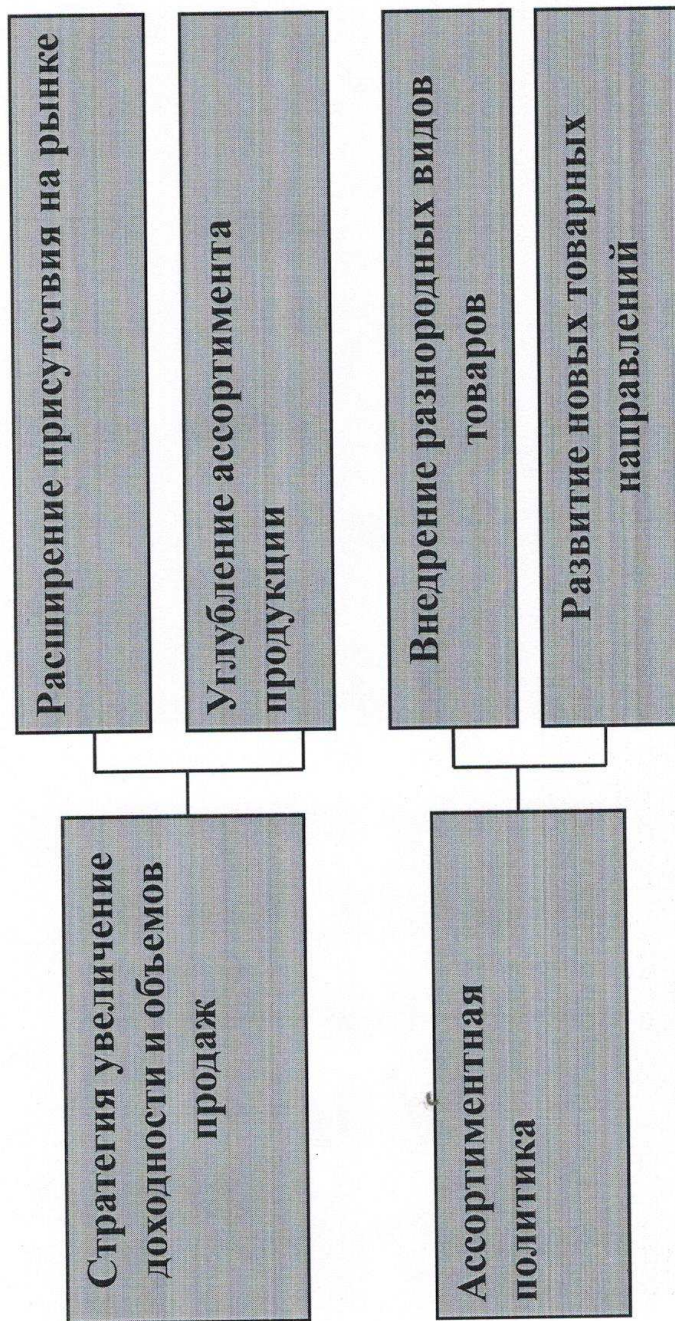 Стратегия увеличение
доходности и объемов
продаж
Расширение присутствия на рынке
Углубление ассортимента
продукции
Ассортиментная
политика
Внедрение разнородных видов
товаров
Развитие новых товарных
направлений